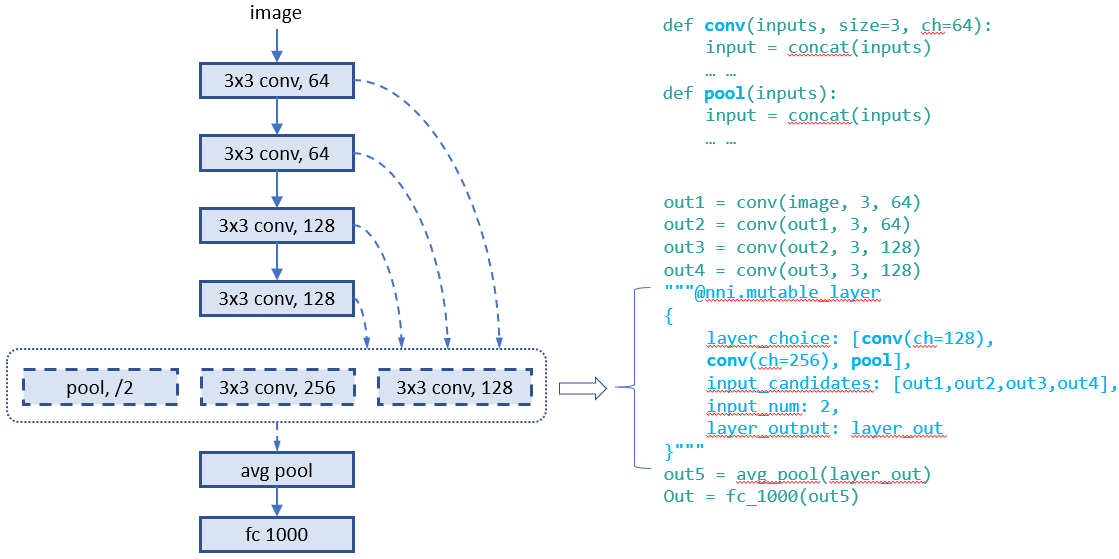 image
3x3 conv, 64
3x3 conv, 64
3x3 conv, 128
3x3 conv, 128
pool, /2
3x3 conv, 256
3x3 conv, 128
avg pool
fc 1000
def conv(inputs, size=3, ch=64):
input = concat(inputs)
… …
def pool(inputs):
input = concat(inputs)
… …
out1 = conv(image, 3, 64)
out2 = conv(out1, 3, 64)
out3 = conv(out2, 3, 128)
out4 = conv(out3, 3, 128)
"""@nni.mutable_layer
{
layer_choice: [conv(ch=128),
conv(ch=256), pool],
input_candidates: [out1,out2,out3,out4],
input_num: 2,
layer_output: layer_out
}"""
out5 = avg_pool(layer_out)
Out = fc_1000(out5)